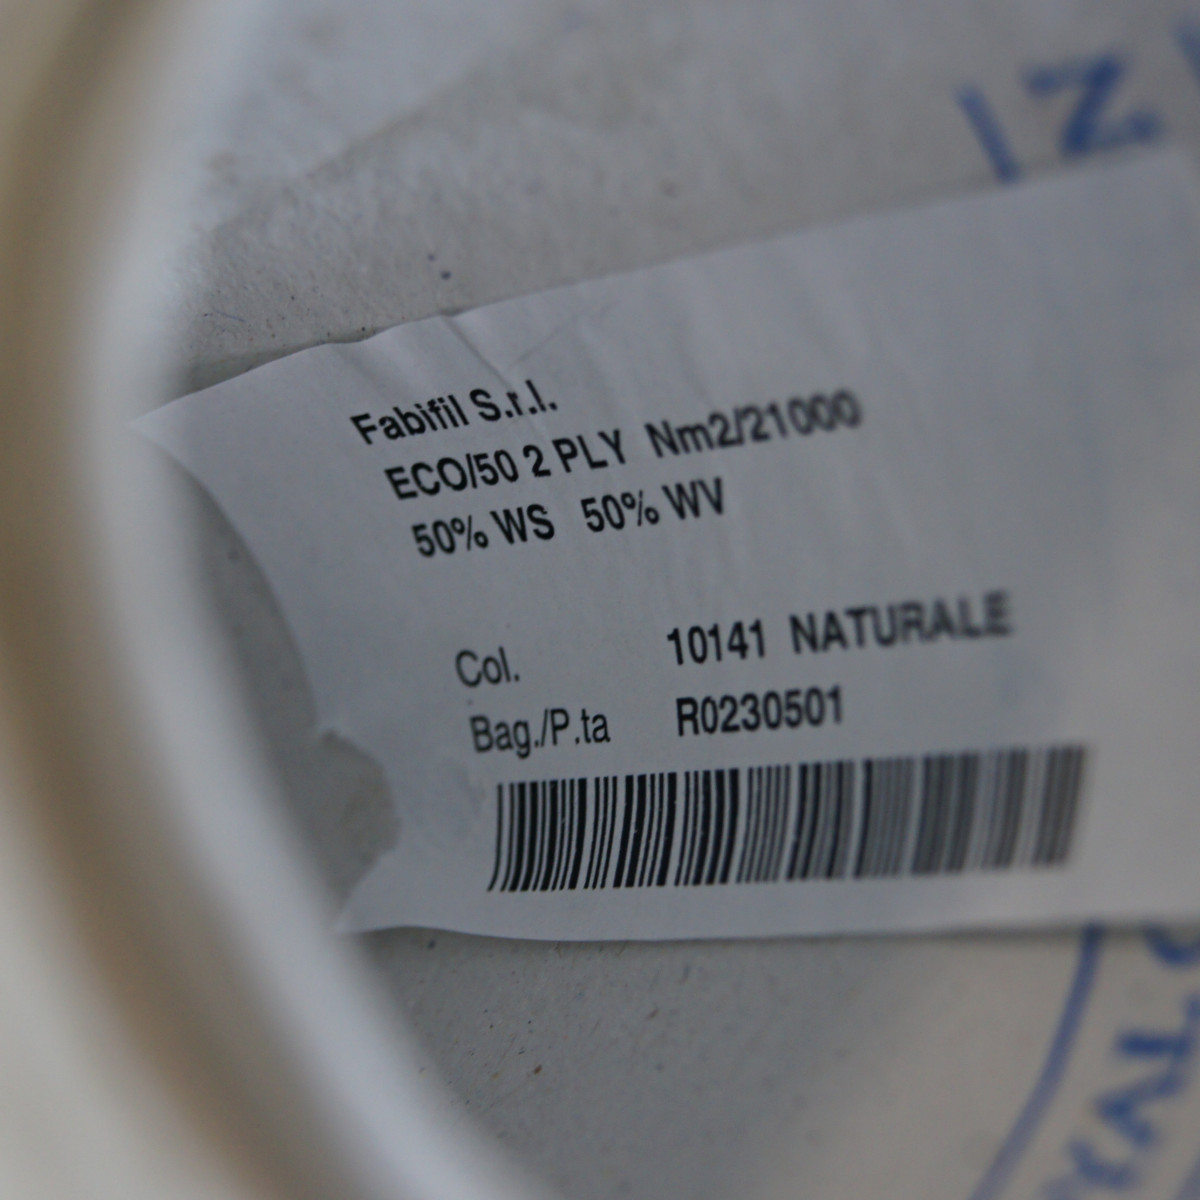 Fabifil S.r.l.
ECO/50 2 PLY Nm2/21000
50% WS 50% WV
Col. 10141 NATURALE
Bag./P.ta R0230501